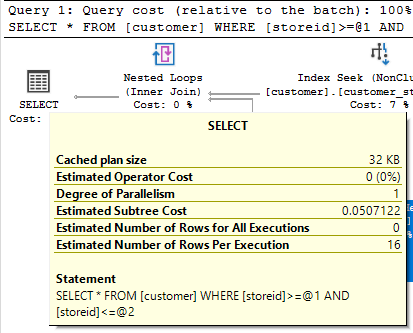 Query 1: Query cost (relative to the batch): 100%
SELECT * FROM [customer] WHERE [storeid]>=@1 AND
Nested Loops
(Inner Join)
Cost: 0 %
Index Seek (NonClu
[customer].[customer_st
Cost: 7 %
SELECT
Cost:
SELECT
Cached plan size 32 KB
Estimated Operator Cost 0 (0%)
Degree of Parallelism 1
Estimated Subtree Cost 0.0507122
Estimated Number of Rows for All Executions 0
Estimated Number of Rows Per Execution 16
Statement
SELECT * FROM [customer] WHERE [storeid]>=@1 AND
[storeid]<=@2